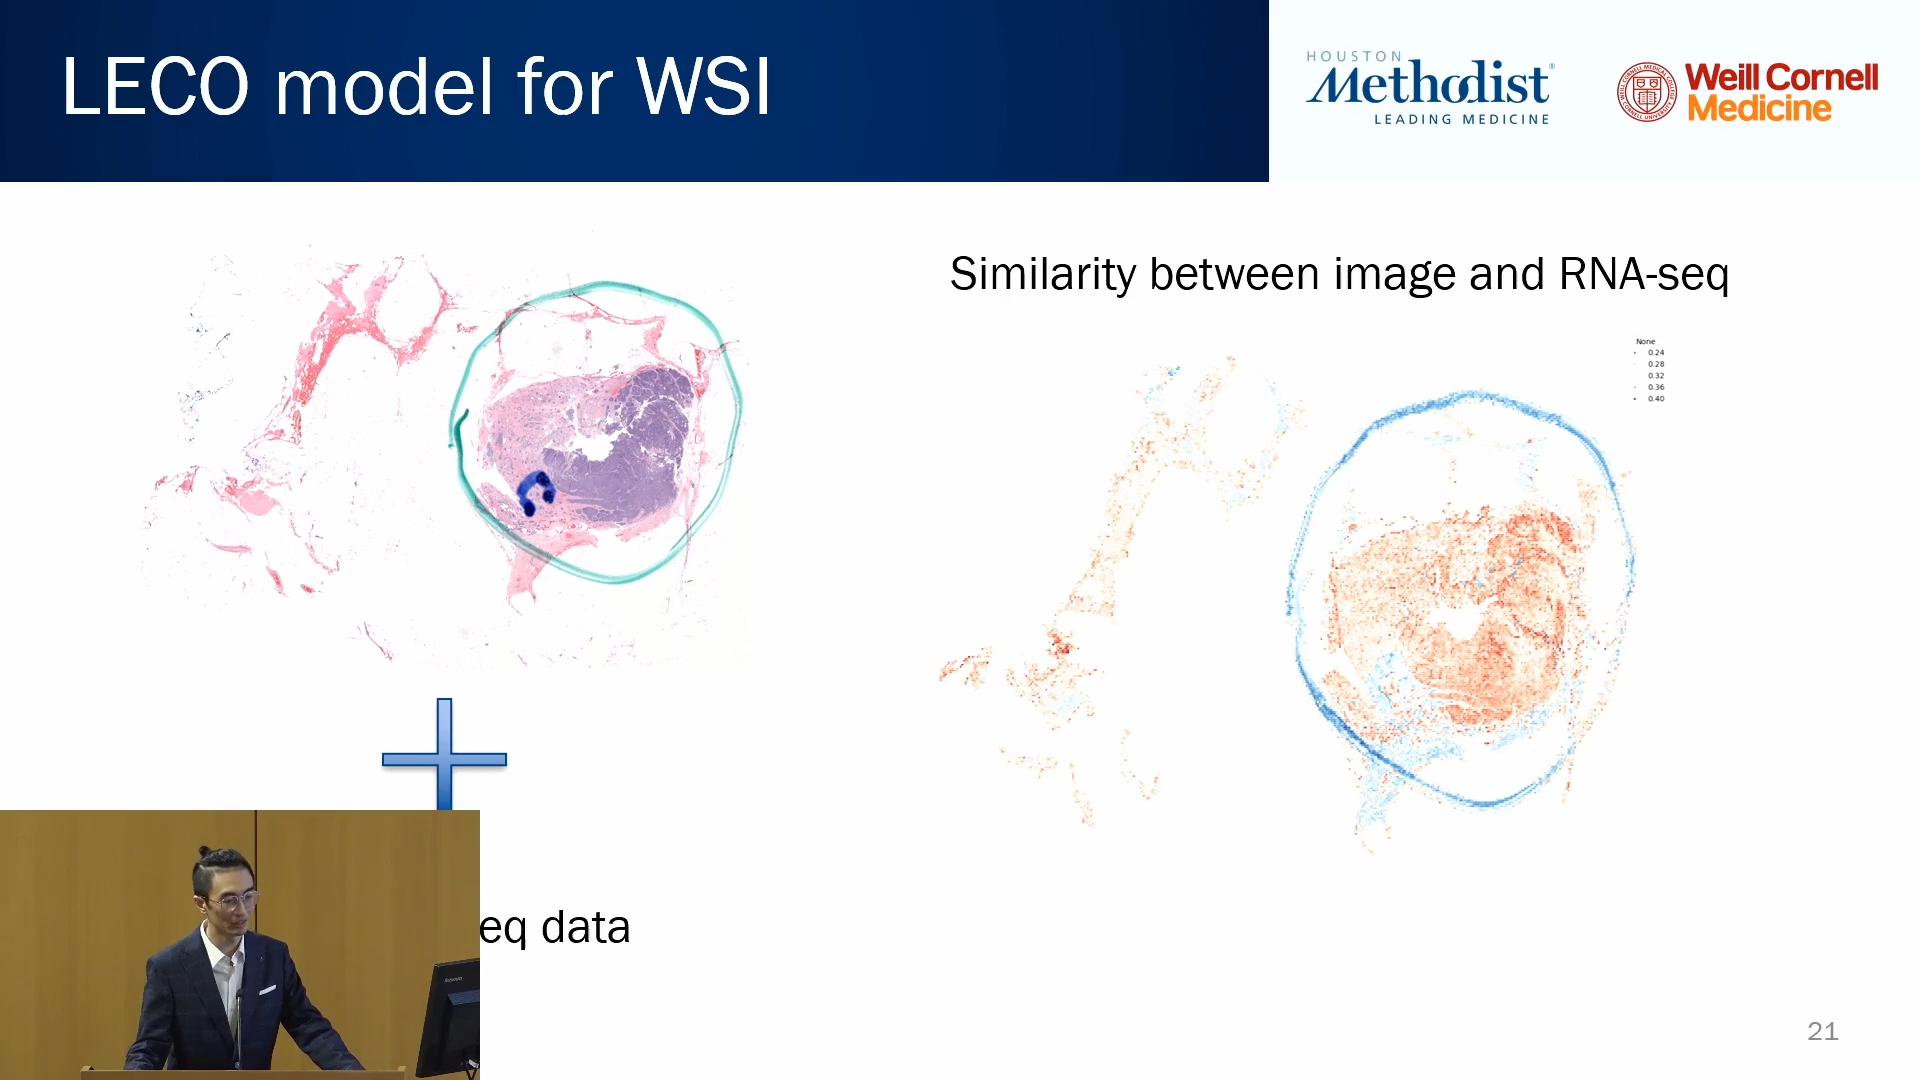 LECO model for WSI
HOUSTON
Methodist®
LEADING MEDICINE
Weill Cornell
Medicine
Similarity between image and RNA-seq
None
0.24
0.28
0.32
0.36
0.40
eq data
21